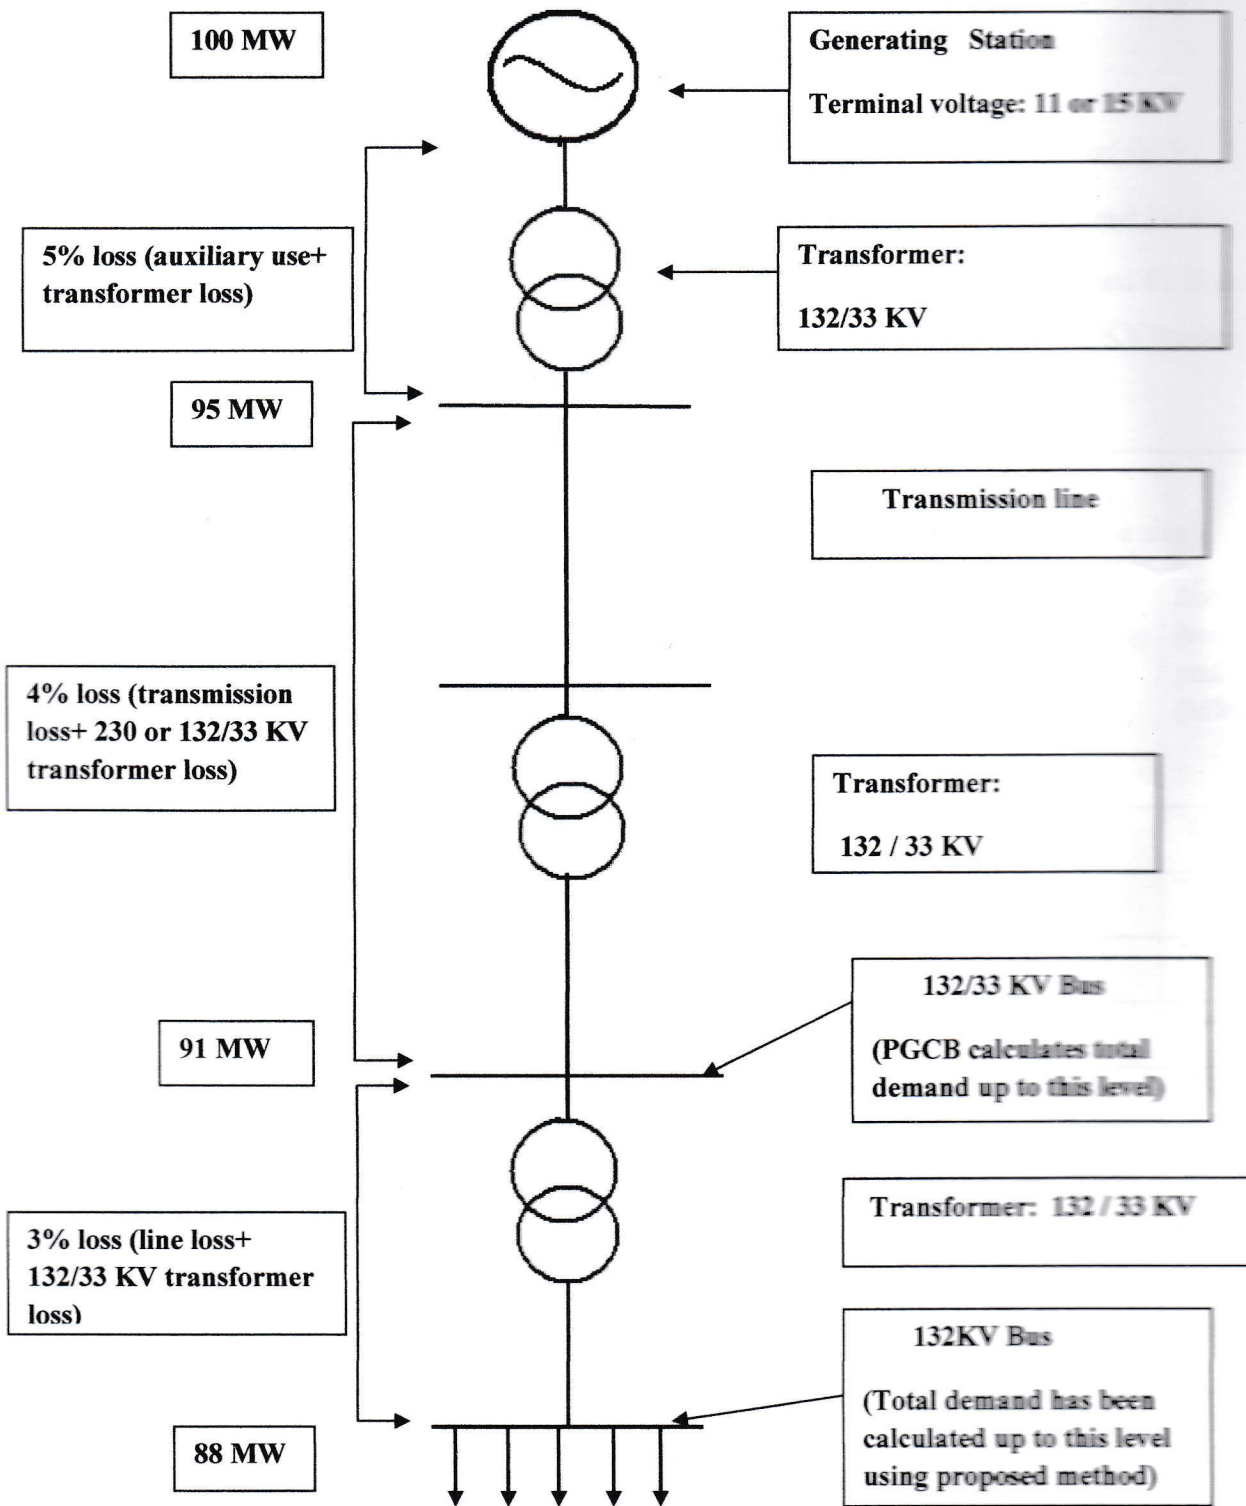 100 MW
Generating Station
Terminal voltage: 11 or 15 KV
5% loss (auxiliary use+
transformer loss)
Transformer:
132/33 KV
95 MW
Transmission line
4% loss (transmission
loss+ 230 or 132/33 KV
transformer loss)
Transformer:
132 / 33 KV
132/33 KV Bus
(PGCB calculates total
demand up to this level)
91 MW
Transformer: 132 / 33 KV
3% loss (line loss+
132/33 KV transformer
loss)
132KV Bus
(Total demand has been
calculated up to this level
using proposed method)
88 MW